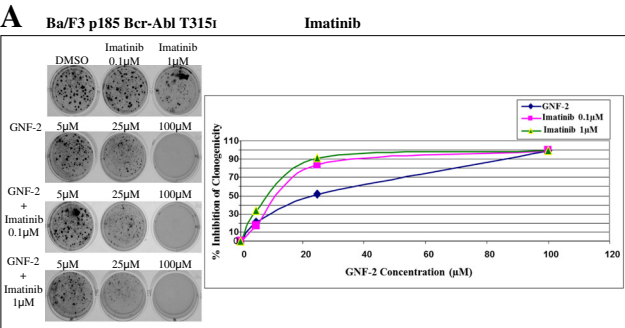 A
Ba/F3 p185 Bcr-Abl T315I
Imatinib
DMSO
Imatinib
0.1μM
Imatinib
1μM
GNF-2
5μM
25μM
100μM
GNF-2
+
Imatinib
0.1μM
5μM
25μM
100μM
GNF-2
+
Imatinib
1μM
5μM
25μM
100μM
GNF-2
Imatinib 0.1μM
Imatinib 1μM
% Inhibition of Clonogenicity
110
90
80
70
50
30
20
10
0
0
20
40
60
80
100
120
GNF-2 Concentration (μM)